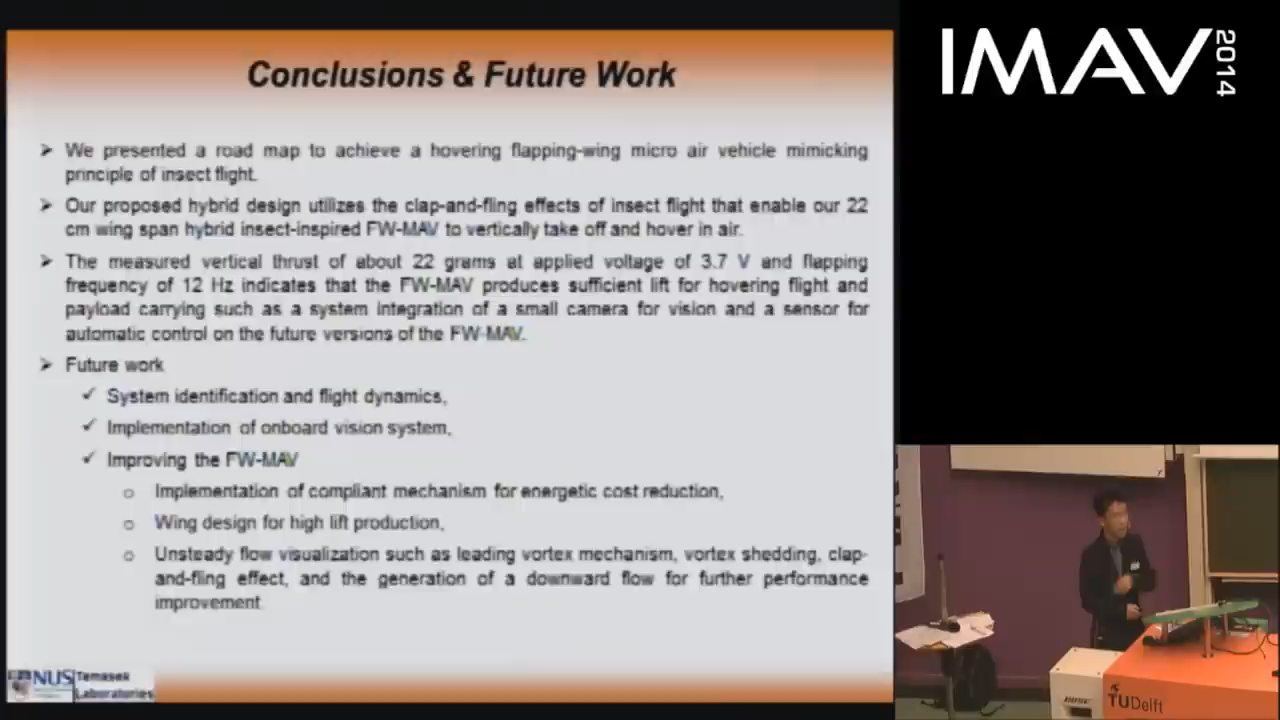 Conclusions & Future Work
➢ We presented a road map to achieve a hovering flapping-wing micro air vehicle mimicking
principle of insect flight.
➢ Our proposed hybrid design utilizes the clap-and-fling effects of insect flight that enable our 22
cm wing span hybrid insect-inspired FW-MAV to vertically take off and hover in air.
➢ The measured vertical thrust of about 22 grams at applied voltage of 3.7 V and flapping
frequency of 12 Hz indicates that the FW-MAV produces sufficient lift for hovering flight and
payload carrying such as a system integration of a small camera for vision and a sensor for
automatic control on the future versions of the FW-MAV.
➢ Future work
✓ System identification and flight dynamics,
✓ Implementation of onboard vision system,
✓ Improving the FW-MAV
o Implementation of compliant mechanism for energetic cost reduction,
o Wing design for high lift production,
o Unsteady flow visualization such as leading vortex mechanism, vortex shedding, clap-
and-fling effect, and the generation of a downward flow for further performance
improvement.
NUS
Temasek
Laboratories
IMAV
2014
TUDelft